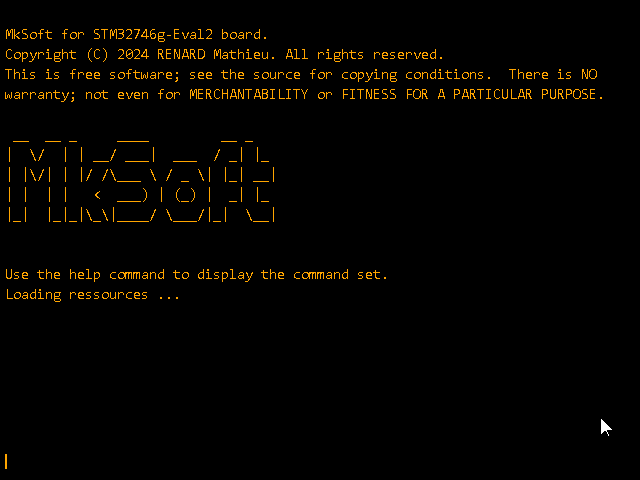 MkSoft for STM32746g-Eval2 board.
Copyright (C) 2024 RENARD Mathieu. All rights reserved.
This is free software; see the source for copying conditions.  There is NO
warranty; not even for MERCHANTABILITY or FITNESS FOR A PARTICULAR PURPOSE.
MkSoft
Use the help command to display the command set.
Loading ressources ...